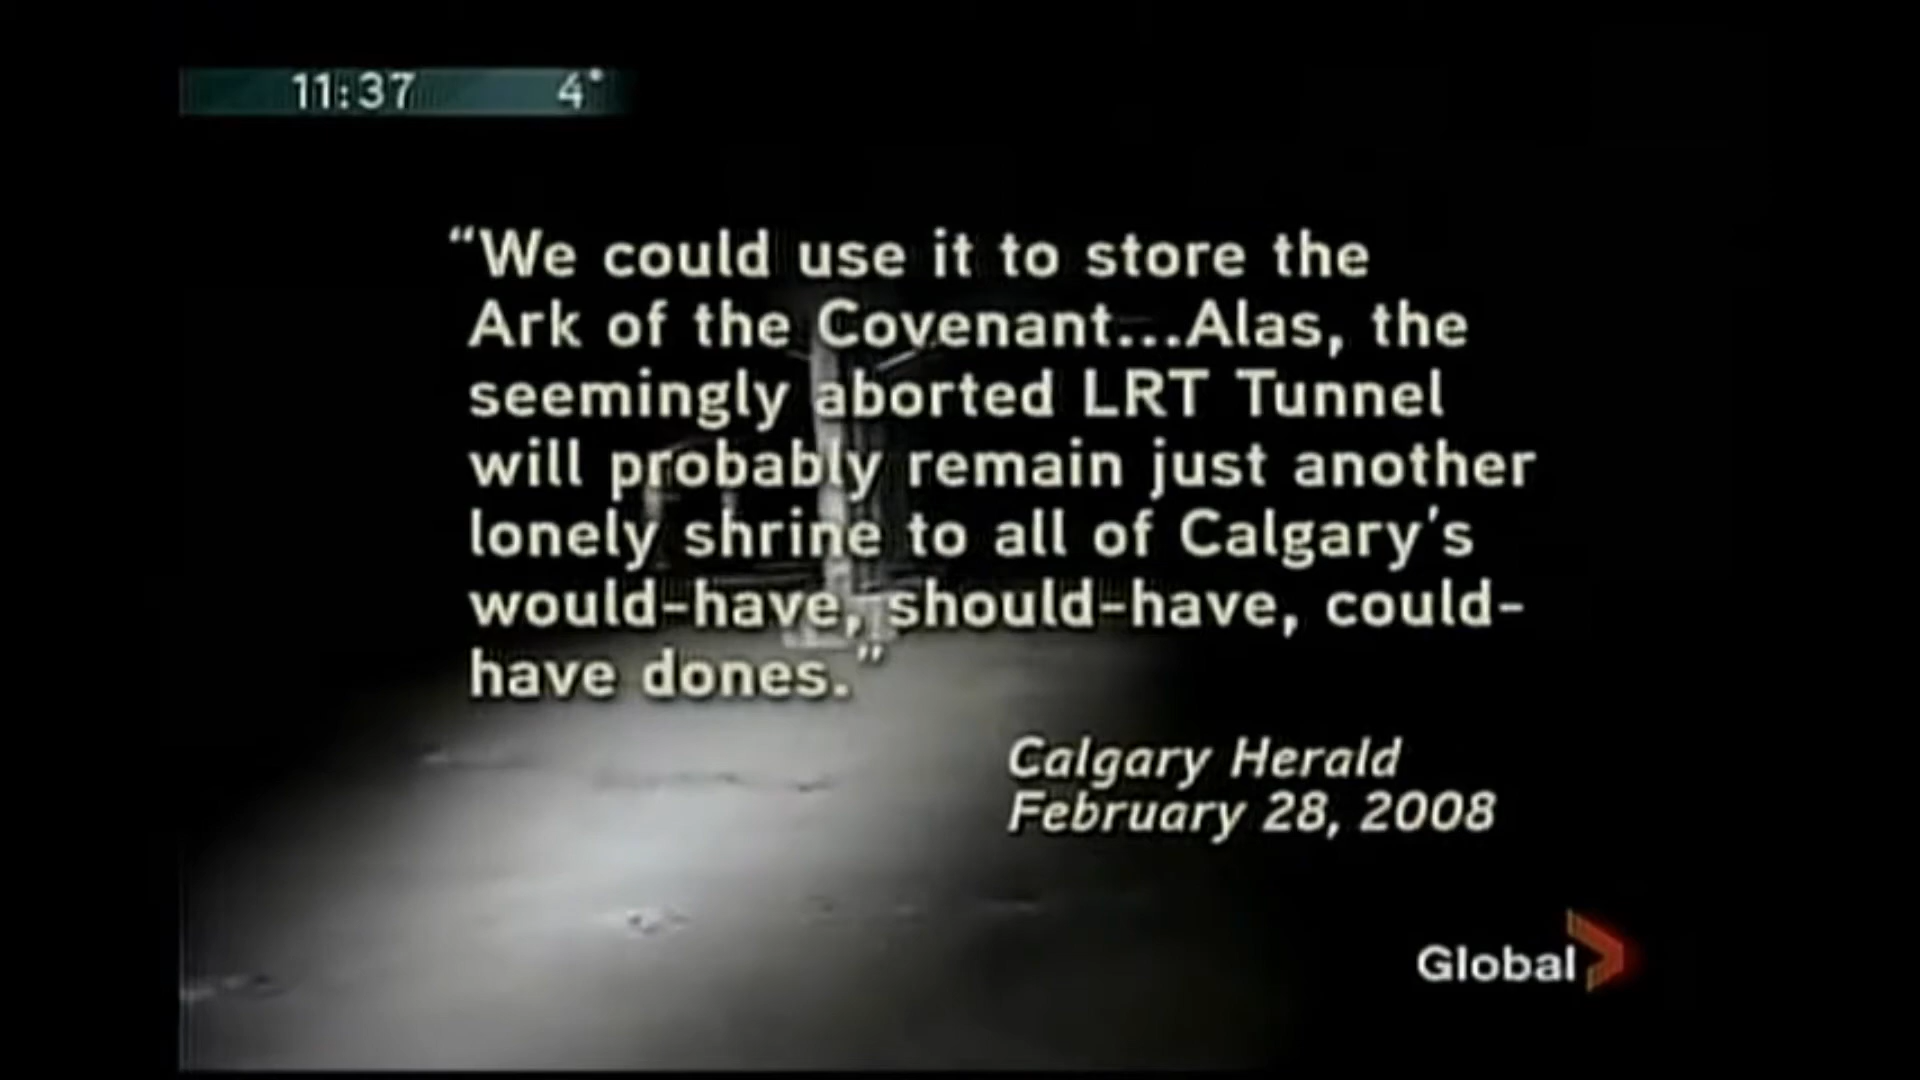 11:37 4°
“We could use it to store the
Ark of the Covenant...Alas, the
seemingly aborted LRT Tunnel
will probably remain just another
lonely shrine to all of Calgary's
would-have, should-have, could-
have dones.”
Calgary Herald
February 28, 2008
Global